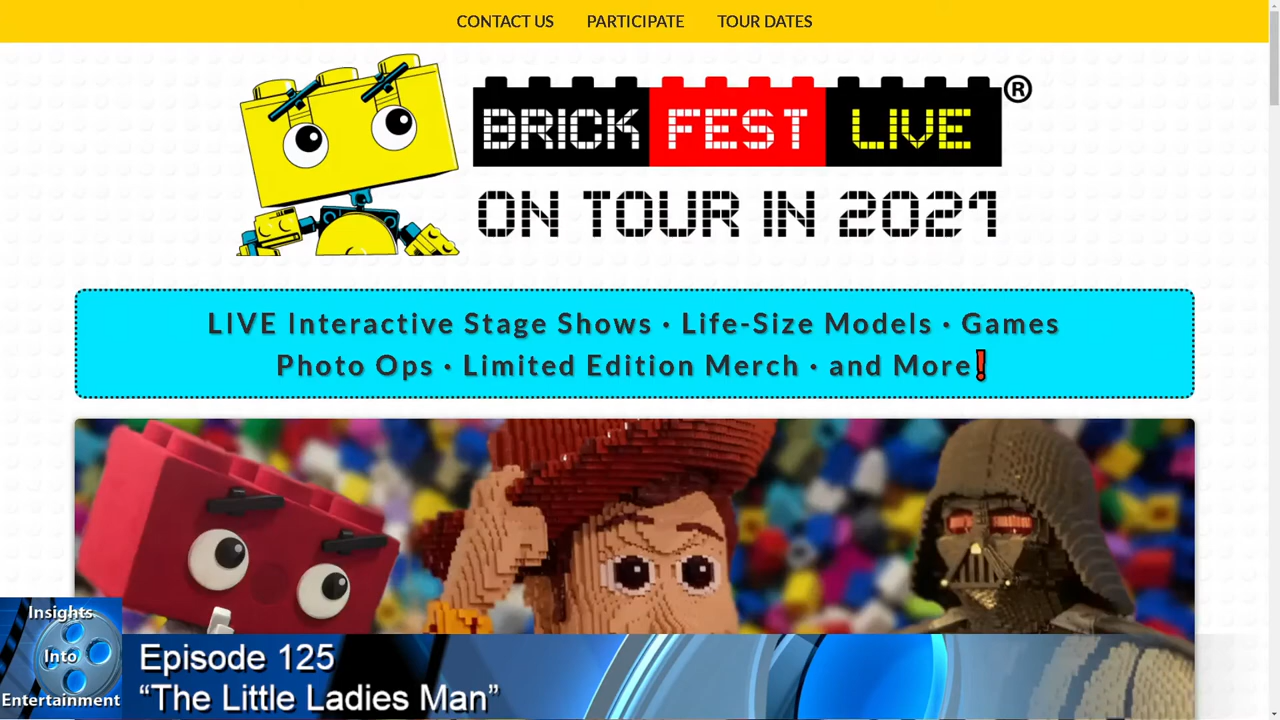 CONTACT US PARTICIPATE TOUR DATES
BRICK FEST LIVE®
ON TOUR IN 2021
LIVE Interactive Stage Shows · Life-Size Models · Games
Photo Ops · Limited Edition Merch · and More!
Insights
Into
Entertainment
Episode 125
“The Little Ladies Man”